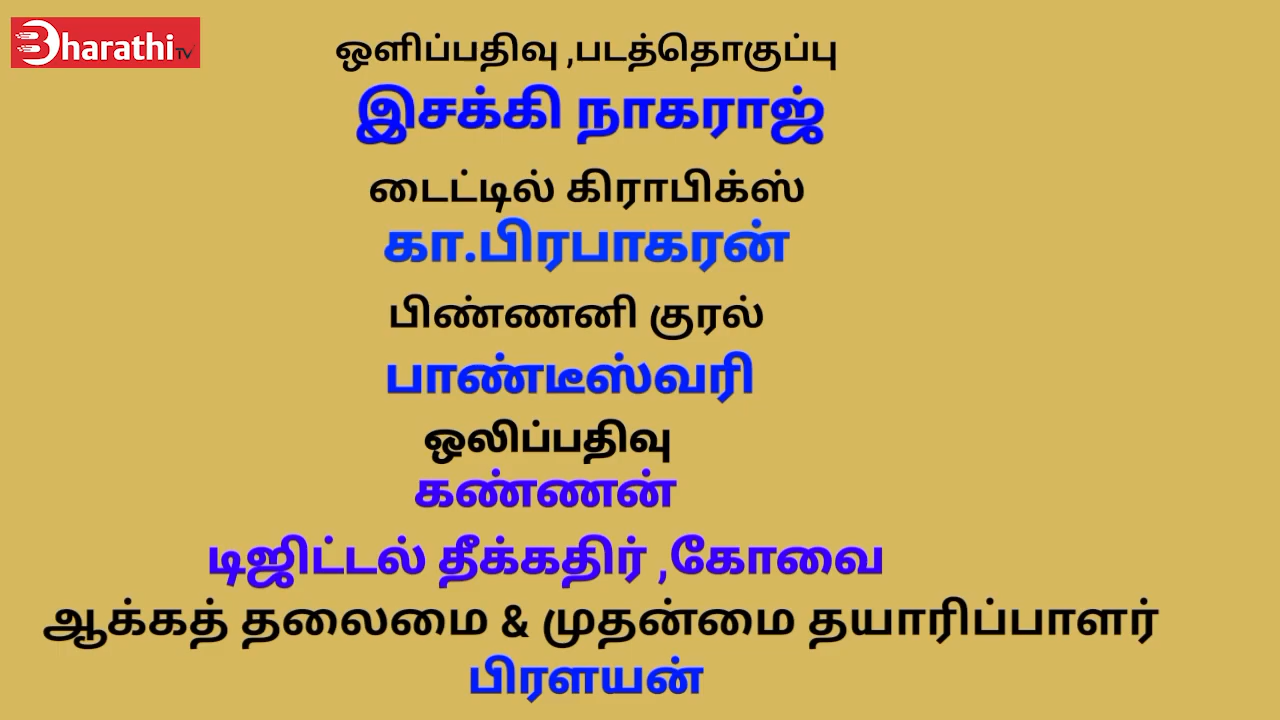 Bharathi TV
ஒளிப்பதிவு ,படத்தொகுப்பு
இசக்கி நாகராஜ்
டைட்டில் கிராபிக்ஸ்
கா.பிரபாகரன்
பிண்ணனி குரல்
பாண்டீஸ்வரி
ஒலிப்பதிவு
கண்ணன்
டிஜிட்டல் தீக்கதிர் ,கோவை
ஆக்கத் தலைமை & முதன்மை தயாரிப்பாளர்
பிரளயன்